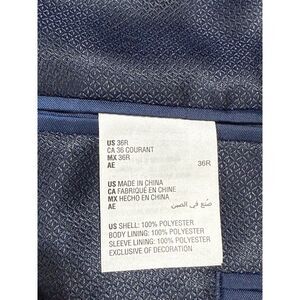 US 36R
CA 36 COURANT
MX 36R
AE 36R
US MADE IN CHINA
CA FABRIQUÉ EN CHINE
MX HECHO EN CHINA
AE صنع في الصين
US SHELL: 100% POLYESTER
BODY LINING: 100% POLYESTER
SLEEVE LINING: 100% POLYESTER
EXCLUSIVE OF DECORATION